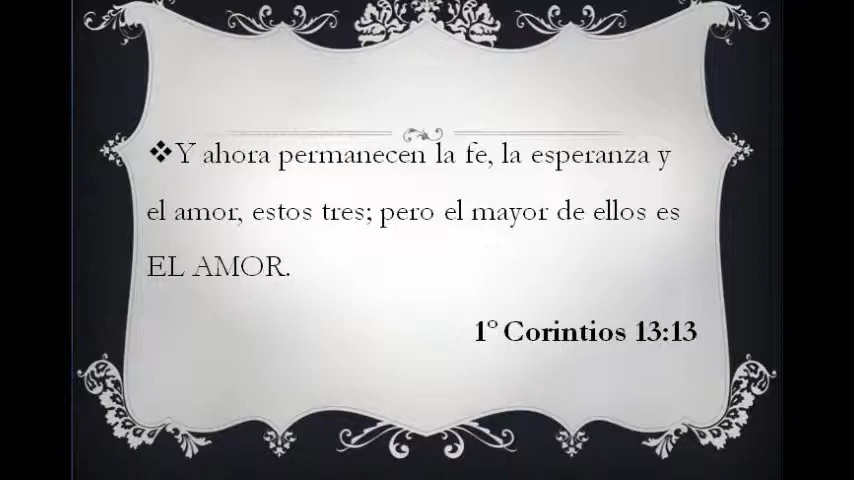 ❖Y ahora permanecen la fe, la esperanza y
el amor, estos tres; pero el mayor de ellos es
EL AMOR.
1º Corintios 13:13